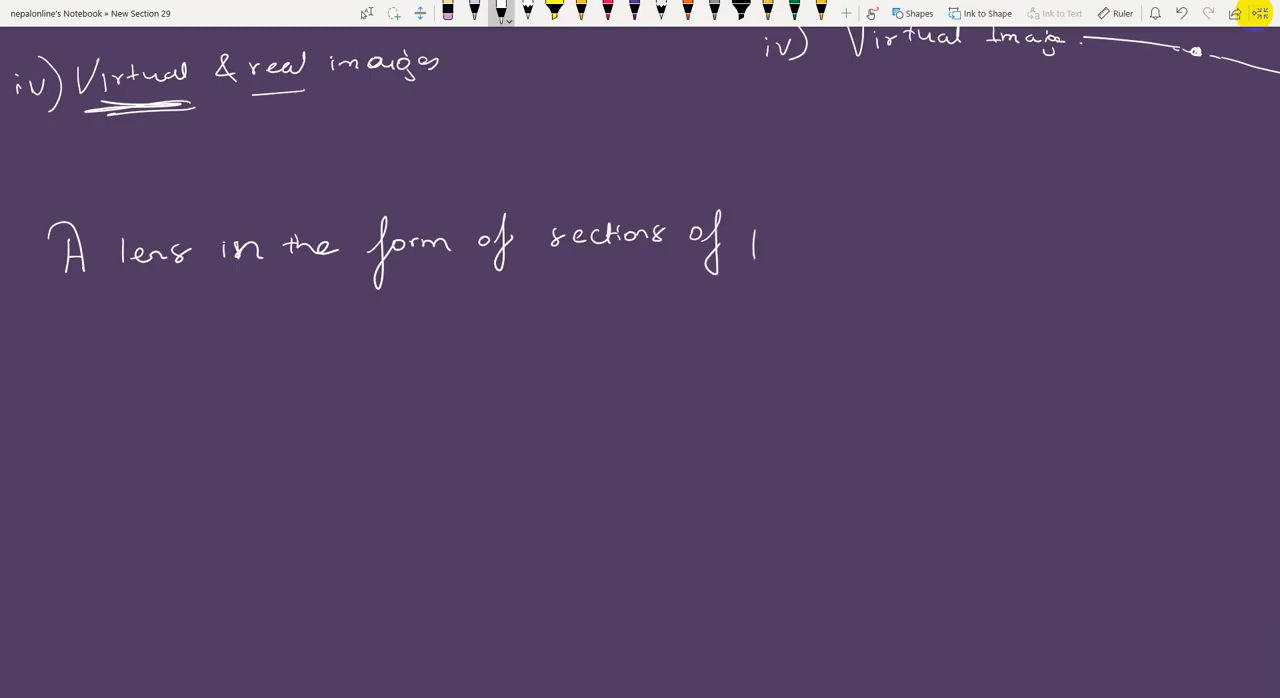 nepalonline's Notebook » New Section 29
Shapes
Ink to Shape
Ink to Text
Ruler
iv) Virtual & real images
iv) Virtual Image.
A lens in the form of sections of